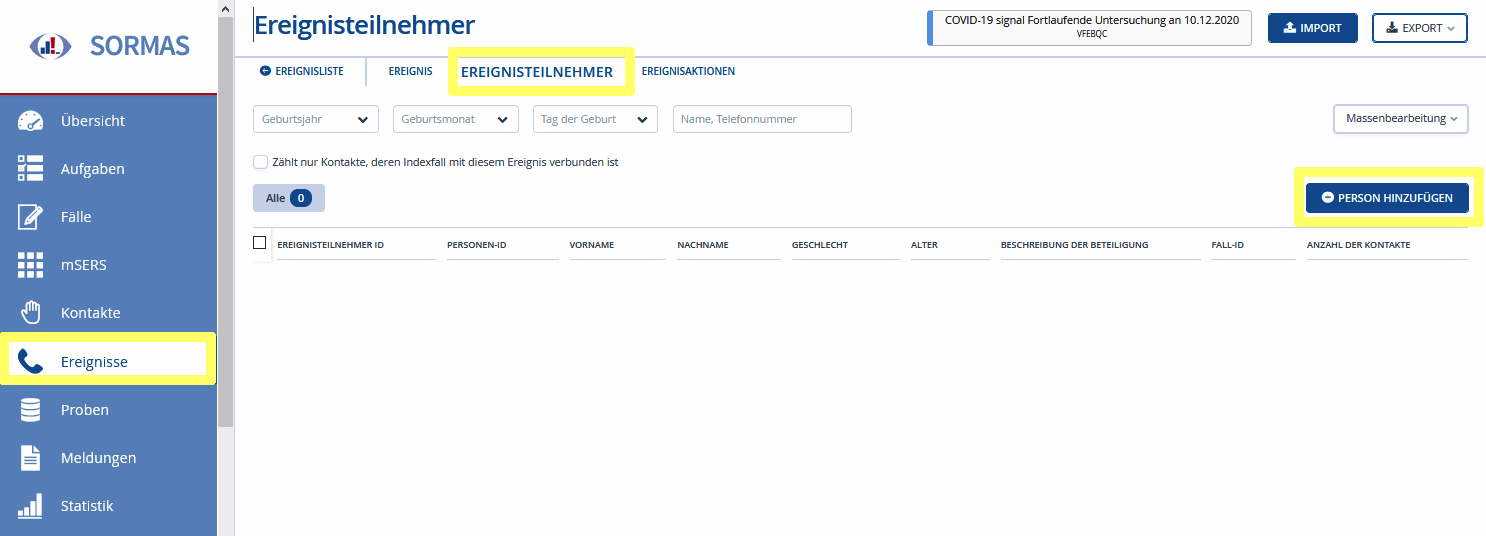 SORMAS
Übersicht
Aufgaben
Fälle
mSERS
Kontakte
Ereignisse
Proben
Meldungen
Statistik
Ereignisteilnehmer
COVID-19 signal Fortlaufende Untersuchung an 10.12.2020
VFEBQC
IMPORT
EXPORT
EREIGNISLISTE EREIGNIS EREIGNISTEILNEHMER EREIGNISAKTIONEN
Geburtsjahr Geburtsmonat Tag der Geburt Name, Telefonnummer Massenbearbeitung
Zählt nur Kontakte, deren Indexfall mit diesem Ereignis verbunden ist
Alle 0 PERSON HINZUFÜGEN
EREIGNISTEILNEHMER ID PERSONEN-ID VORNAME NACHNAME GESCHLECHT ALTER BESCHREIBUNG DER BETEILIGUNG FALL-ID ANZAHL DER KONTAKTE